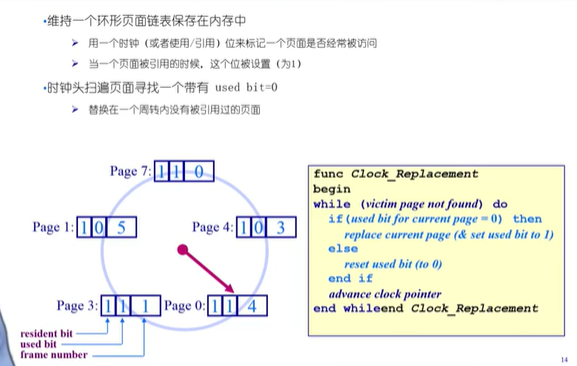 •维持一个环形页面链表保存在内存中
➢ 用一个时钟（或者使用/引用）位来标记一个页面是否经常被访问
➢ 当一个页面被引用的时候，这个位被设置（为1）
•时钟头扫遍页面寻找一个带有 used bit=0
➢ 替换在一个周转内没有被引用过的页面
Page 7: 1 1 0
Page 1: 1 0 5
Page 4: 1 0 3
Page 3: 1 1 1
Page 0: 1 1 4
resident bit
used bit
frame number
func Clock_Replacement
begin
while (victim page not found) do
if(used bit for current page = 0) then
replace current page (& set used bit to 1)
else
reset used bit (to 0)
end if
advance clock pointer
end whileend Clock_Replacement
14